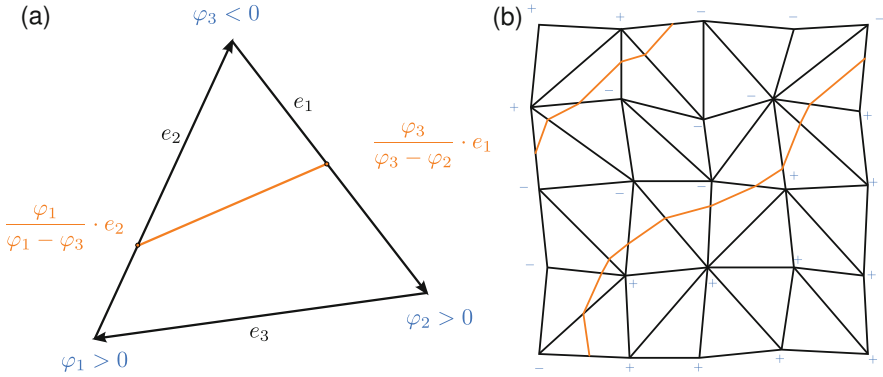 (a)
φ₃ < 0
e₁
e₂
φ₃ / (φ₃ − φ₂) · e₁
φ₁ / (φ₁ − φ₃) · e₂
e₃
φ₂ > 0
φ₁ > 0
(b)
+ + − − −
+ − − − +
− − − + +
− + + + +
− + + + +